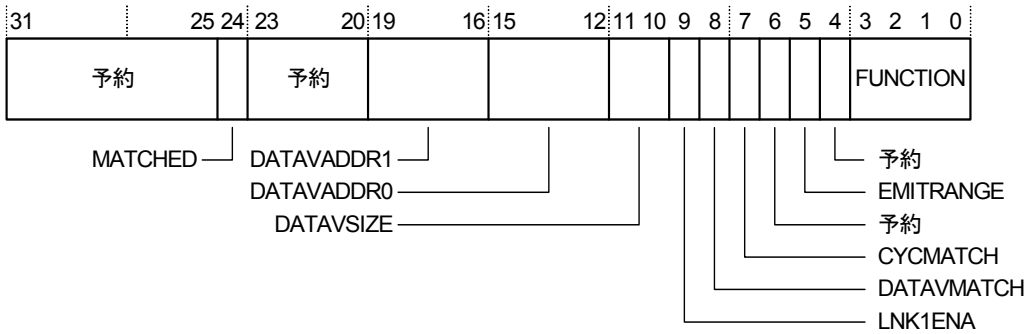 31 25 24 23 20 19 16 15 12 11 10 9 8 7 6 5 4 3 2 1 0
予約 予約 FUNCTION
MATCHED DATAVADDR1 予約
DATAVADDR0 EMITRANGE
DATAVSIZE 予約
CYCMATCH
DATAVMATCH
LNK1ENA